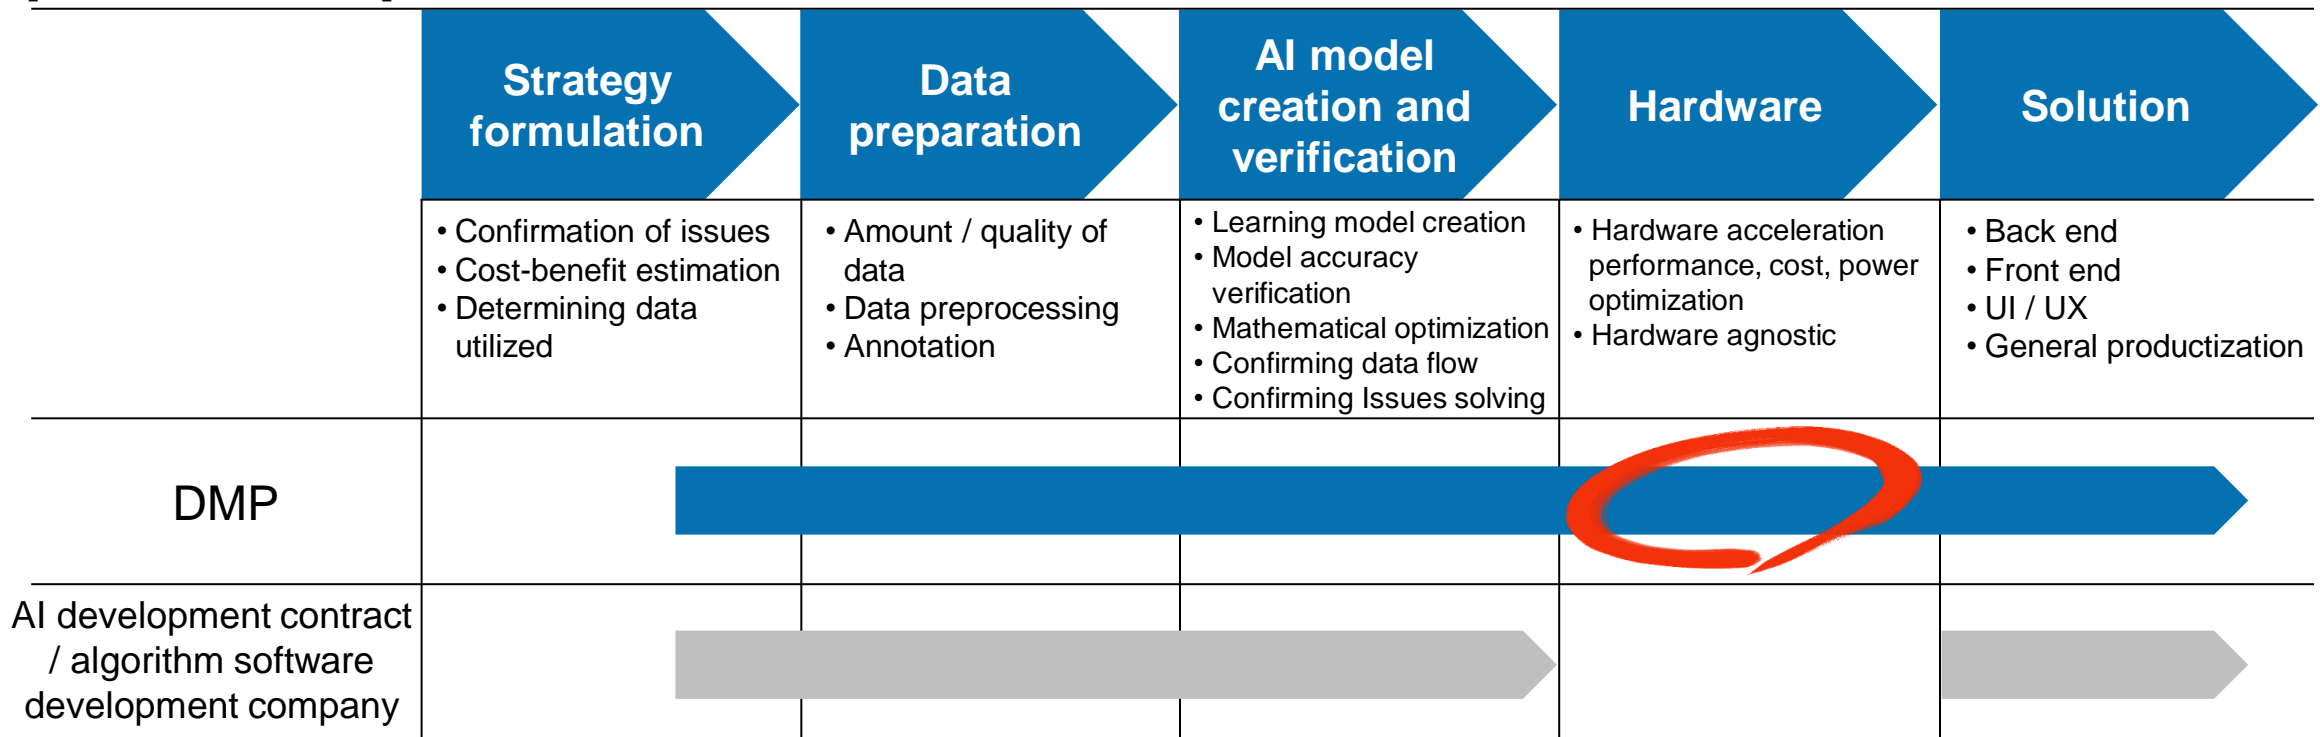 Strategy
formulation
Data
preparation
AI model
creation and
verification
Hardware
Solution
• Confirmation of issues
• Cost-benefit estimation
• Determining data
utilized
• Amount / quality of
data
• Data preprocessing
• Annotation
• Learning model creation
• Model accuracy
verification
• Mathematical optimization
• Confirming data flow
• Confirming Issues solving
• Hardware acceleration
performance, cost, power
optimization
• Hardware agnostic
• Back end
• Front end
• UI / UX
• General productization
DMP
AI development contract
/ algorithm software
development company